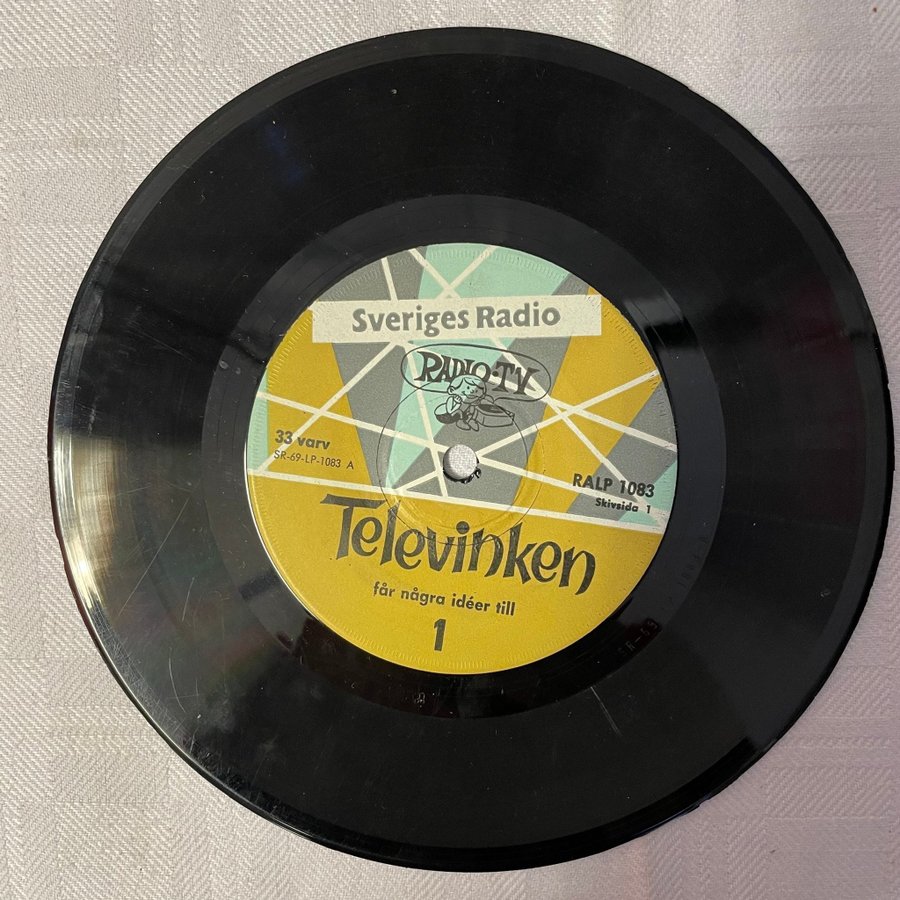 Sveriges Radio
RADIO·TV
33 varv
SR-69-LP-1083 A
RALP 1083
Skivsida 1
Televinken
får några idéer till
1